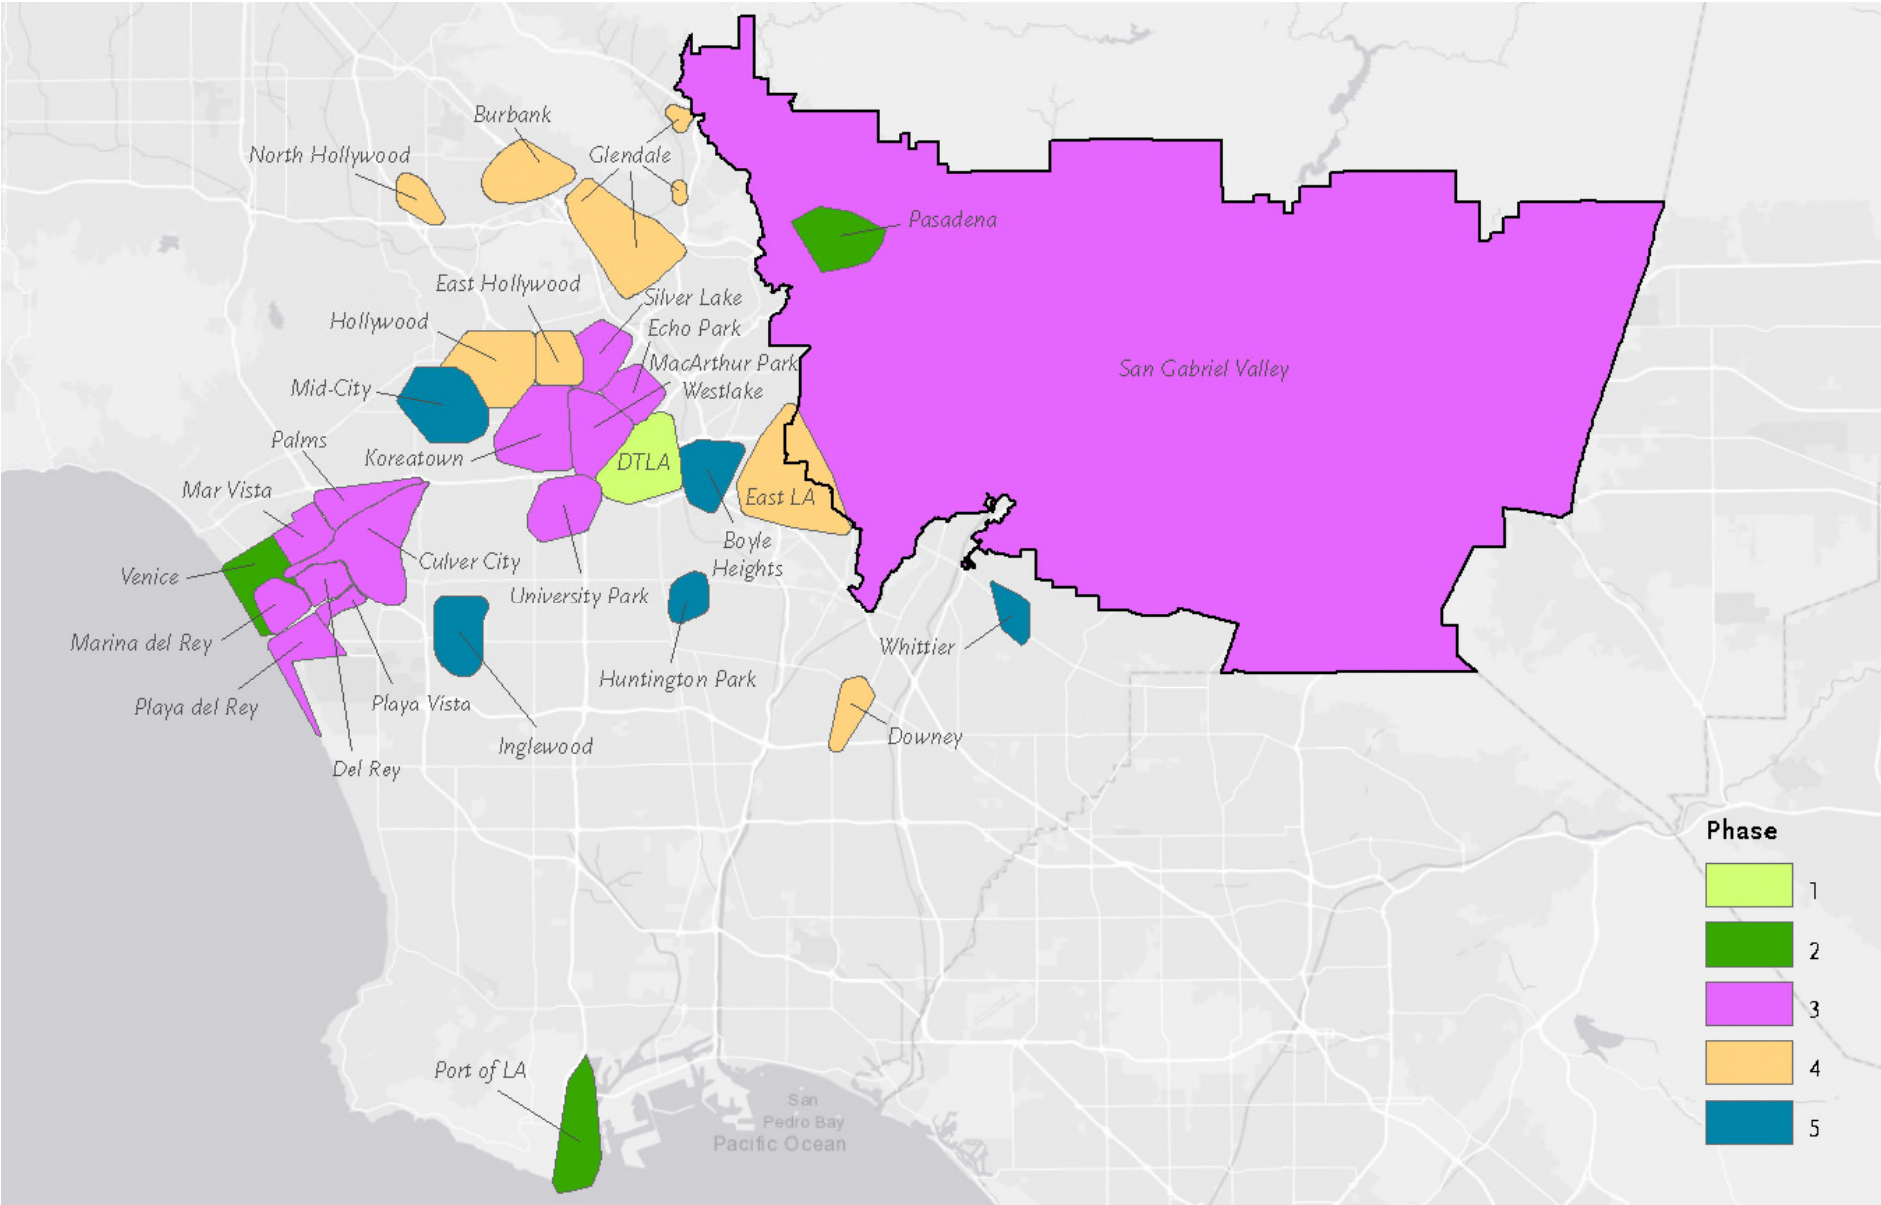 Burbank
North Hollywood
Glendale
Pasadena
East Hollywood
Silver Lake
Hollywood
Echo Park
MacArthur Park
Westlake
San Gabriel Valley
Mid-City
Palms
Koreatown
DTLA
Mar Vista
East LA
Boyle
Heights
Culver City
Venice
University Park
Marina del Rey
Whittier
Huntington Park
Playa del Rey
Playa Vista
Inglewood
Downey
Del Rey
Port of LA
San
Pedro Bay
Pacific Ocean
Phase
1
2
3
4
5